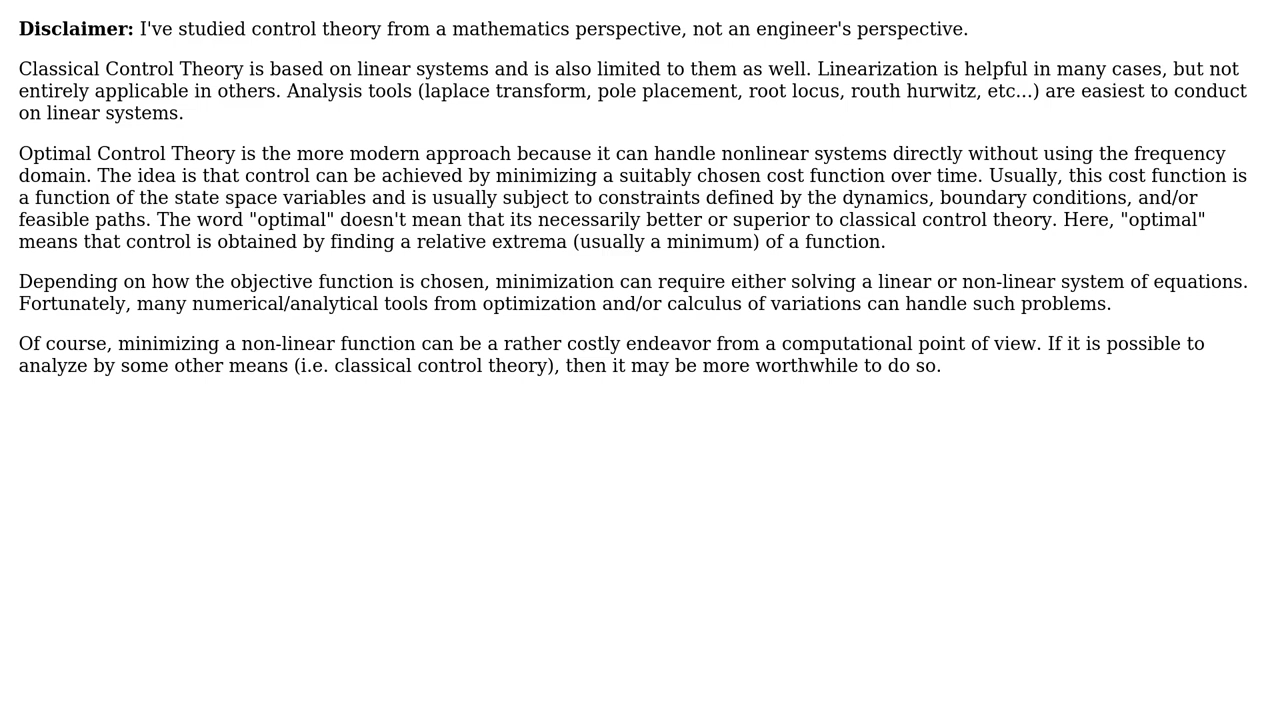 Disclaimer: I've studied control theory from a mathematics perspective, not an engineer's perspective.
Classical Control Theory is based on linear systems and is also limited to them as well. Linearization is helpful in many cases, but not
entirely applicable in others. Analysis tools (laplace transform, pole placement, root locus, routh hurwitz, etc...) are easiest to conduct
on linear systems.
Optimal Control Theory is the more modern approach because it can handle nonlinear systems directly without using the frequency
domain. The idea is that control can be achieved by minimizing a suitably chosen cost function over time. Usually, this cost function is
a function of the state space variables and is usually subject to constraints defined by the dynamics, boundary conditions, and/or
feasible paths. The word "optimal" doesn't mean that its necessarily better or superior to classical control theory. Here, "optimal"
means that control is obtained by finding a relative extrema (usually a minimum) of a function.
Depending on how the objective function is chosen, minimization can require either solving a linear or non-linear system of equations.
Fortunately, many numerical/analytical tools from optimization and/or calculus of variations can handle such problems.
Of course, minimizing a non-linear function can be a rather costly endeavor from a computational point of view. If it is possible to
analyze by some other means (i.e. classical control theory), then it may be more worthwhile to do so.